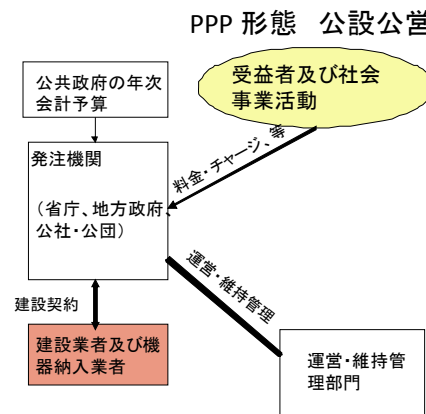 PPP 形態 公設公営
公共政府の年次
会計予算
受益者及び社会
事業活動
発注機関
(省庁、地方政府、
公社・公団)
料金・チャージ、等
運営・維持管理
建設契約
建設業者及び機
器納入業者
運営・維持管
理部門